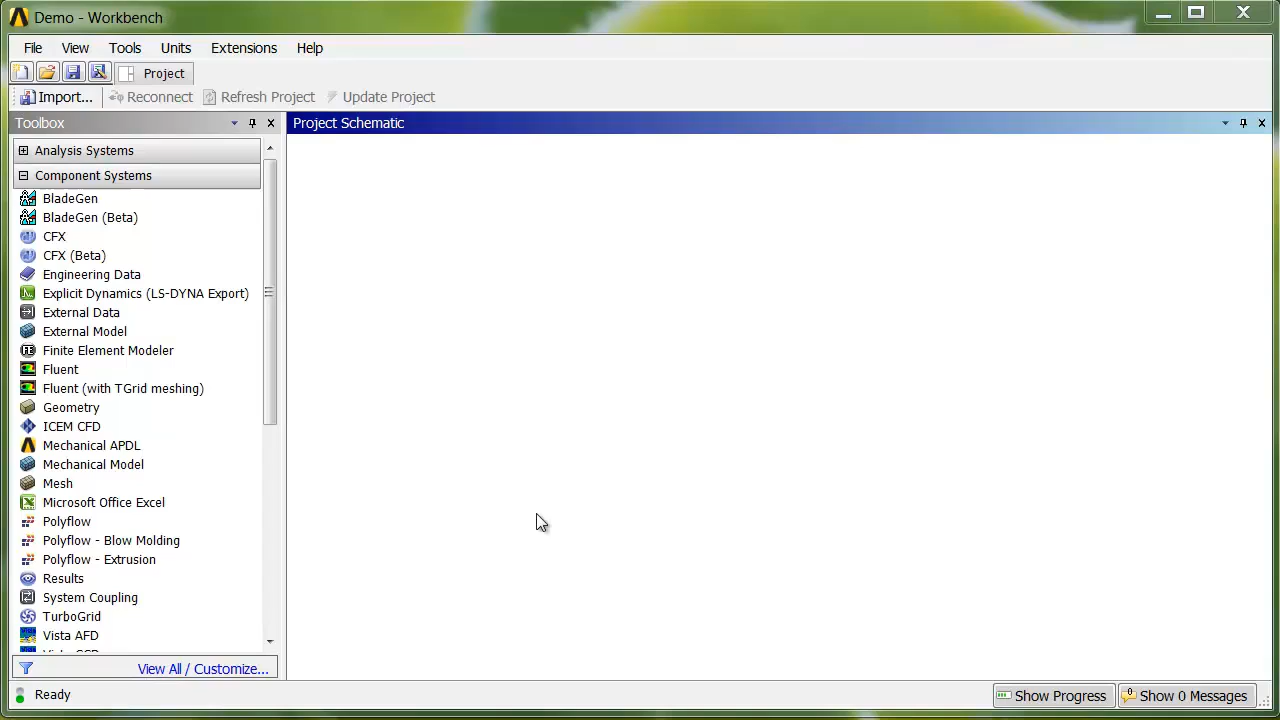 Demo - Workbench
File View Tools Units Extensions Help
Project
Import... Reconnect Refresh Project Update Project
Toolbox
Project Schematic
Analysis Systems
Component Systems
BladeGen
BladeGen (Beta)
CFX
CFX (Beta)
Engineering Data
Explicit Dynamics (LS-DYNA Export)
External Data
External Model
Finite Element Modeler
Fluent
Fluent (with TGrid meshing)
Geometry
ICEM CFD
Mechanical APDL
Mechanical Model
Mesh
Microsoft Office Excel
Polyflow
Polyflow - Blow Molding
Polyflow - Extrusion
Results
System Coupling
TurboGrid
Vista AFD
View All / Customize...
Ready
Show Progress
Show 0 Messages